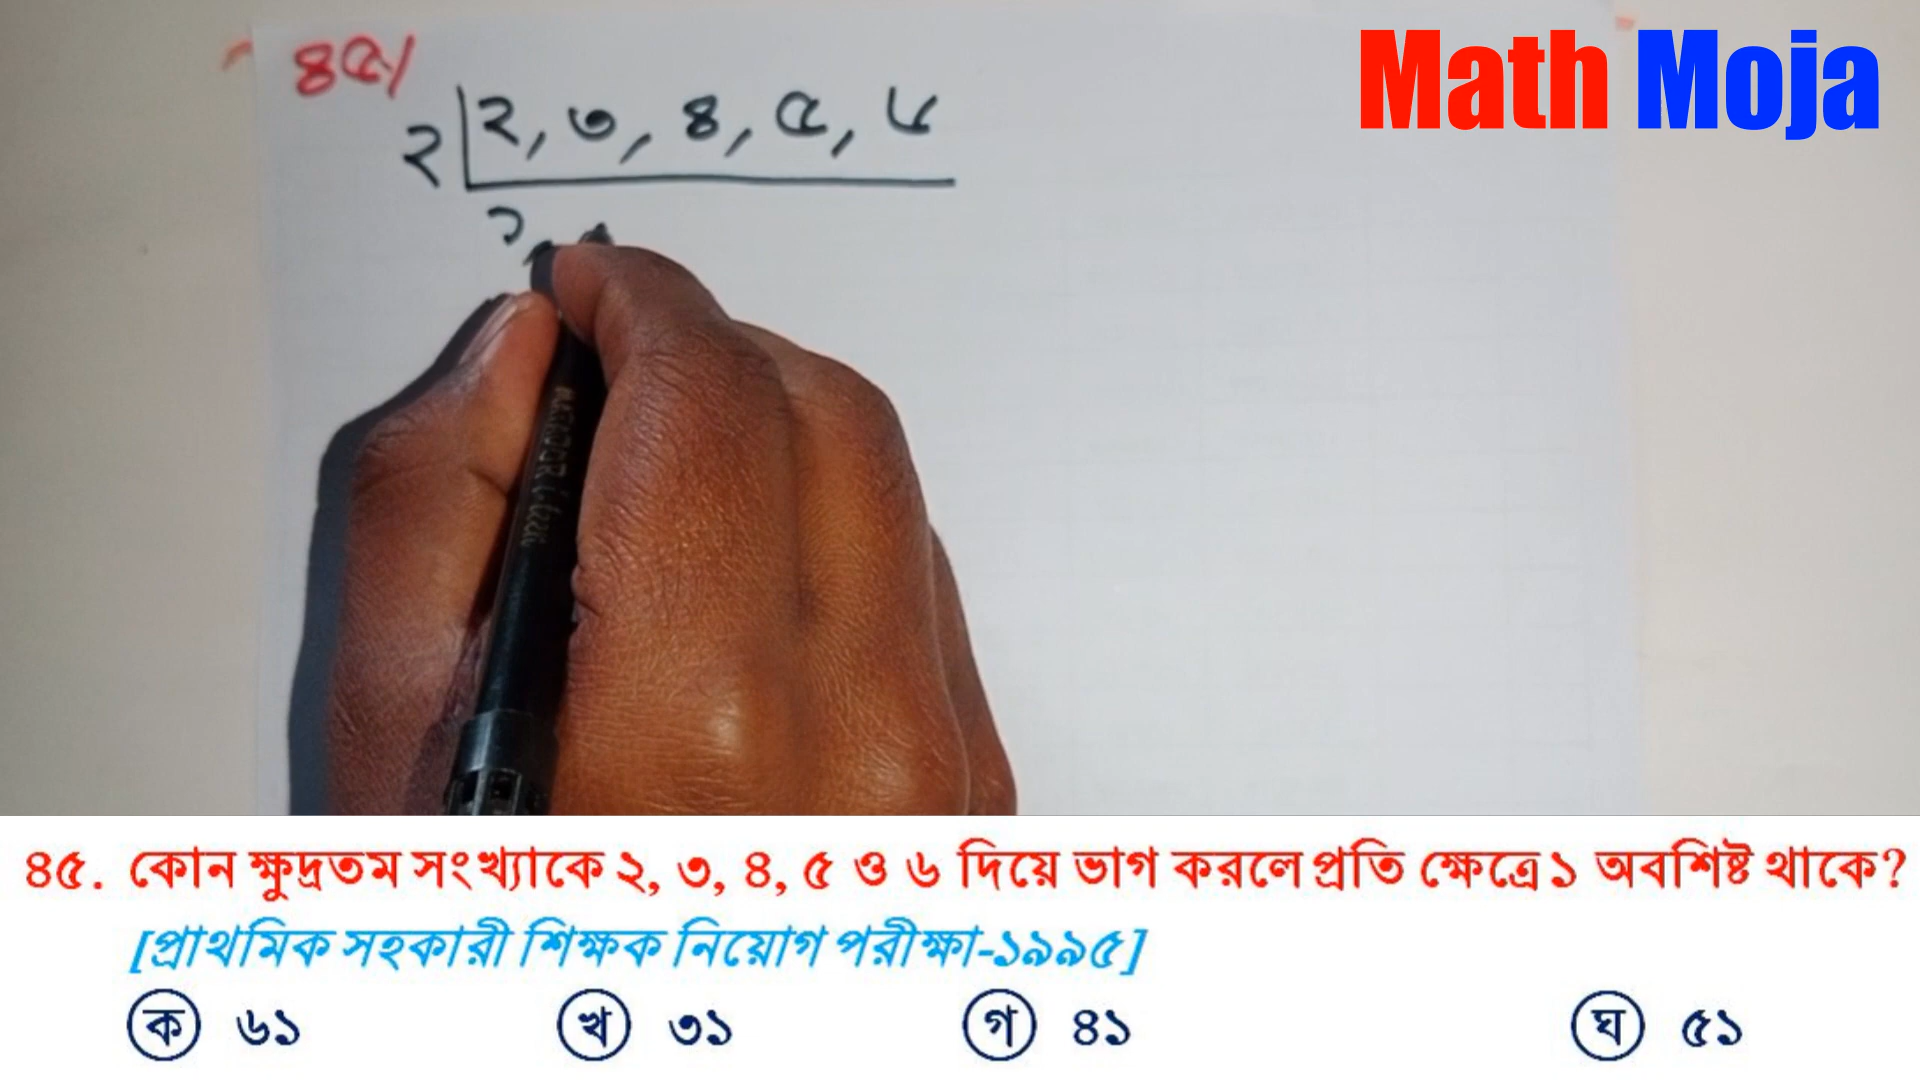 Math Moja
৪৫/
২ ২, ৩, ৪, ৫, ৬
১,
৪৫. কোন ক্ষুদ্রতম সংখ্যাকে ২, ৩, ৪, ৫ ও ৬ দিয়ে ভাগ করলে প্রতি ক্ষেত্রে ১ অবশিষ্ট থাকে?
[প্রাথমিক সহকারী শিক্ষক নিয়োগ পরীক্ষা-১৯৯৫]
ক ৬১ খ ৩১ গ ৪১ ঘ ৫১